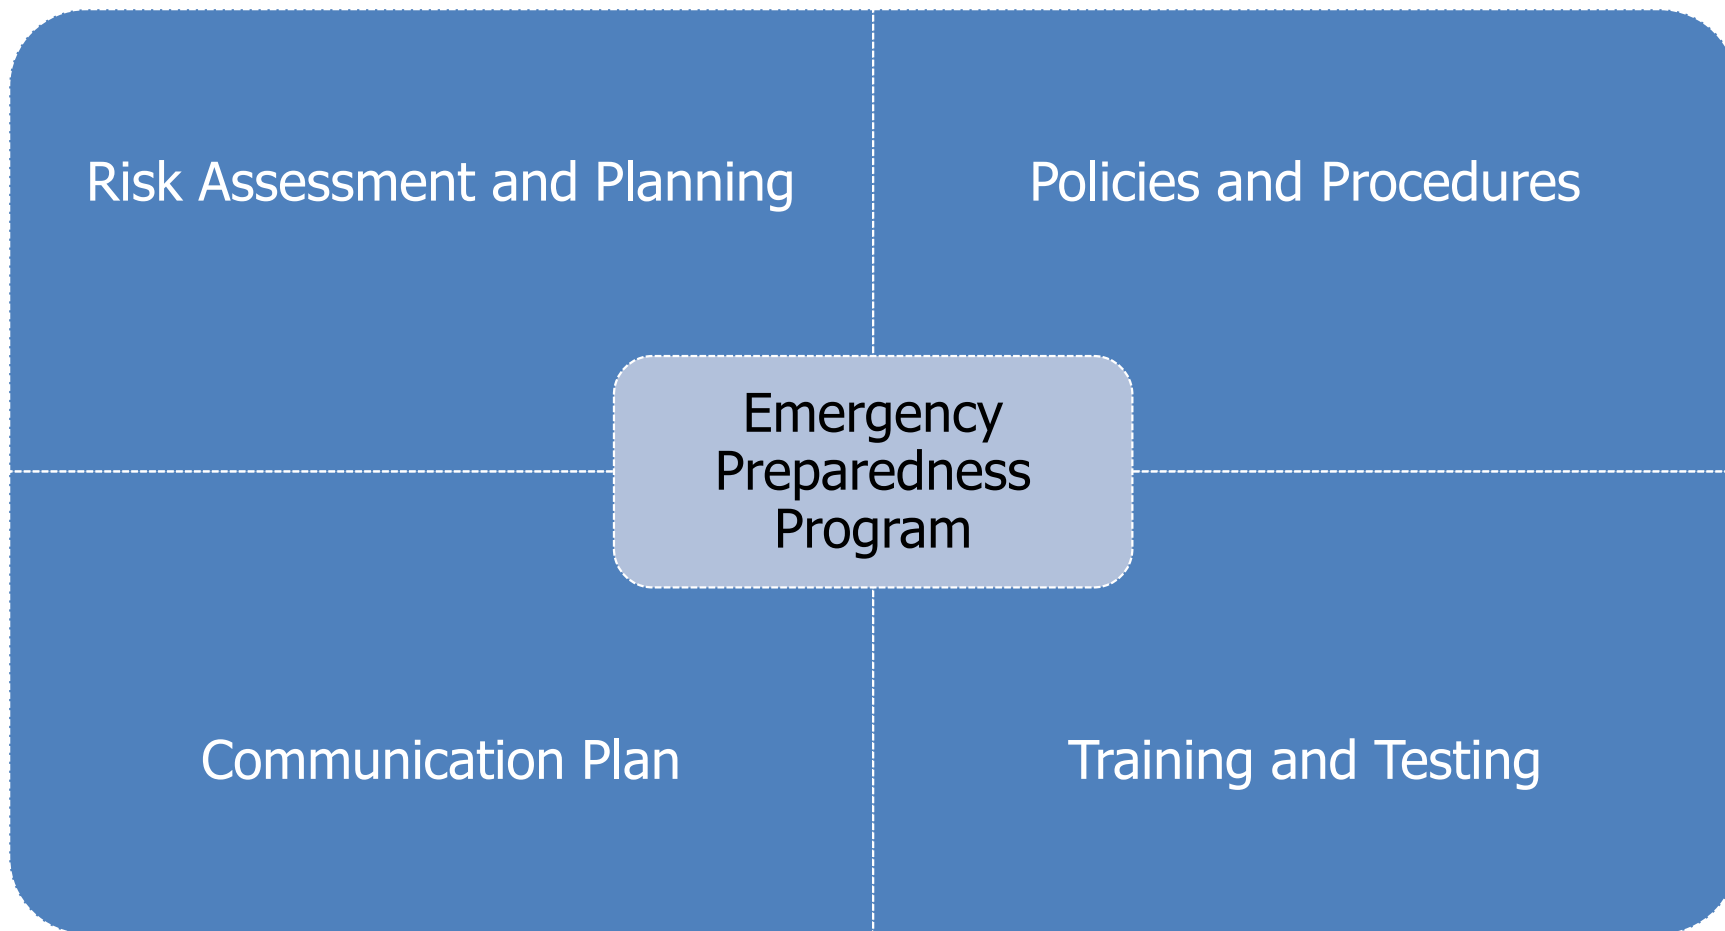 Risk Assessment and Planning
Policies and Procedures
Emergency
Preparedness
Program
Communication Plan
Training and Testing